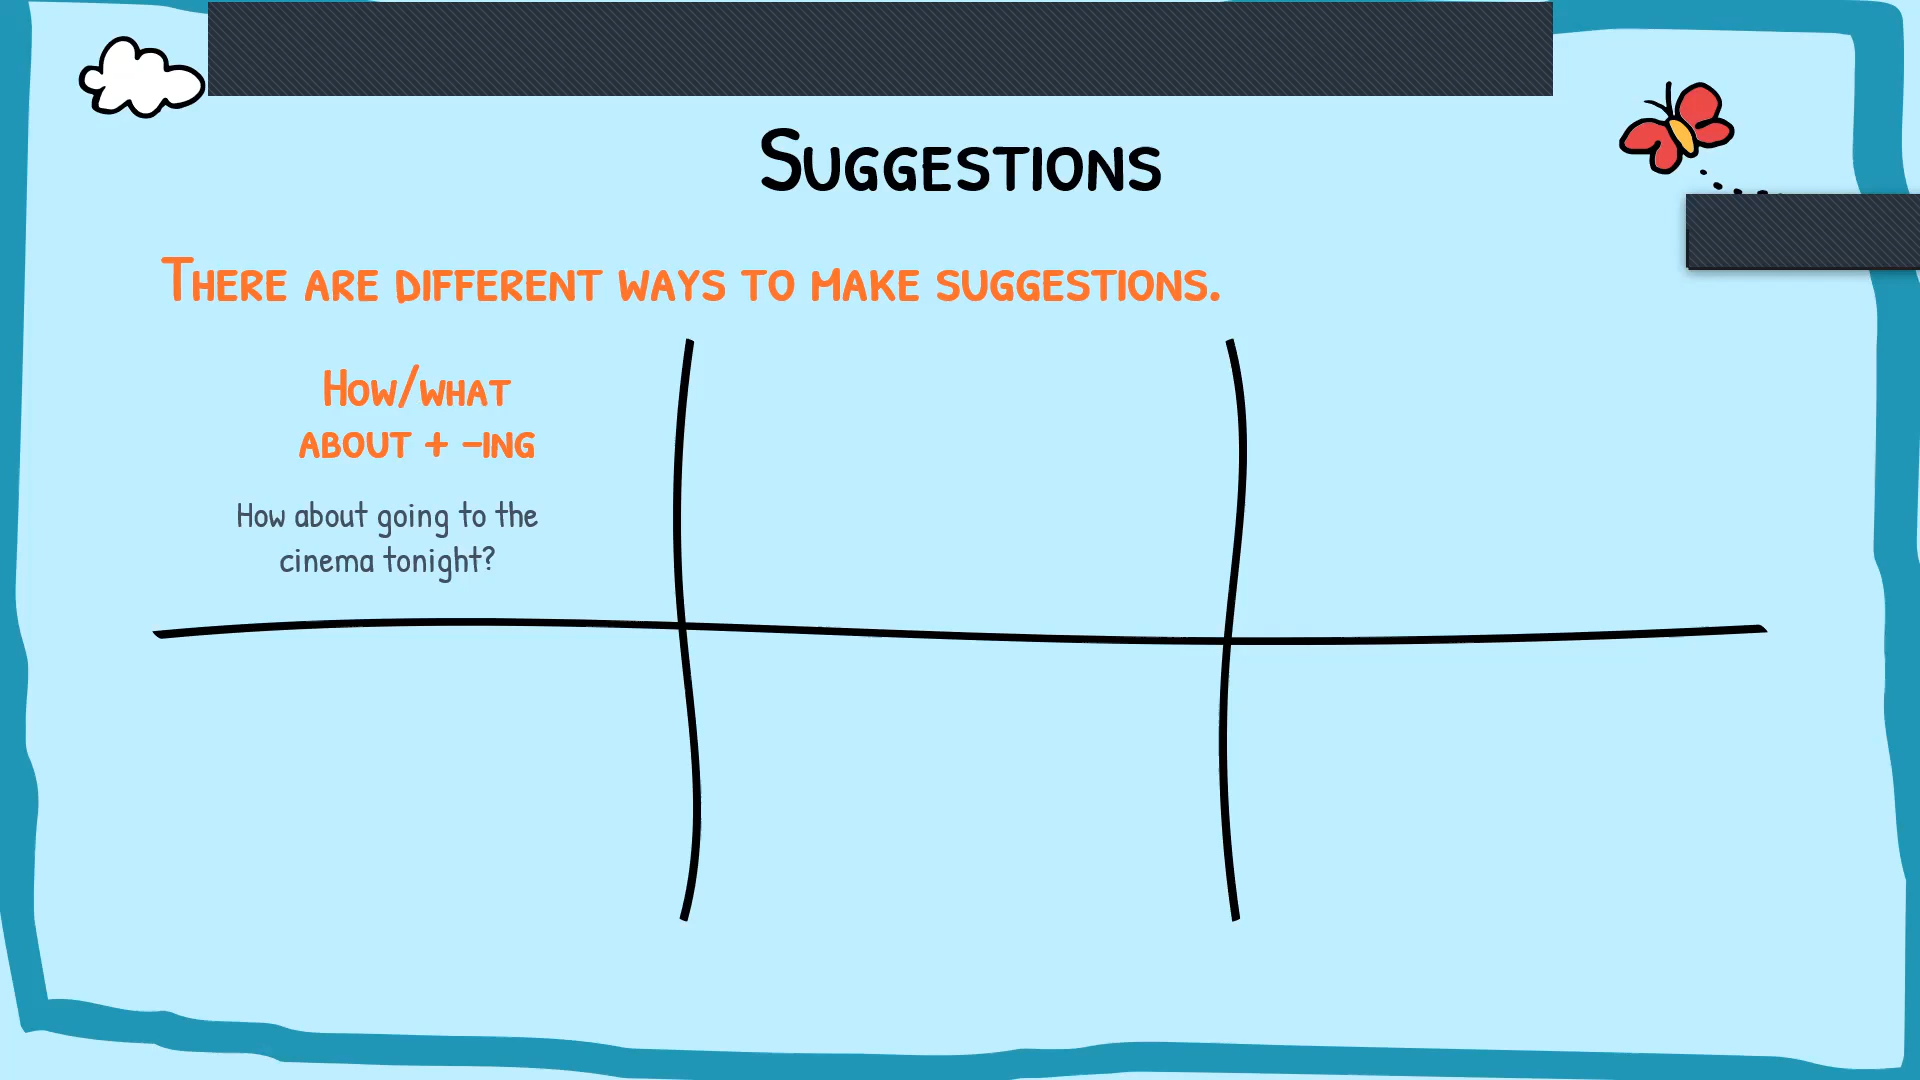 Suggestions
There are different ways to make suggestions.
How/what
about + -ing
How about going to the
cinema tonight?